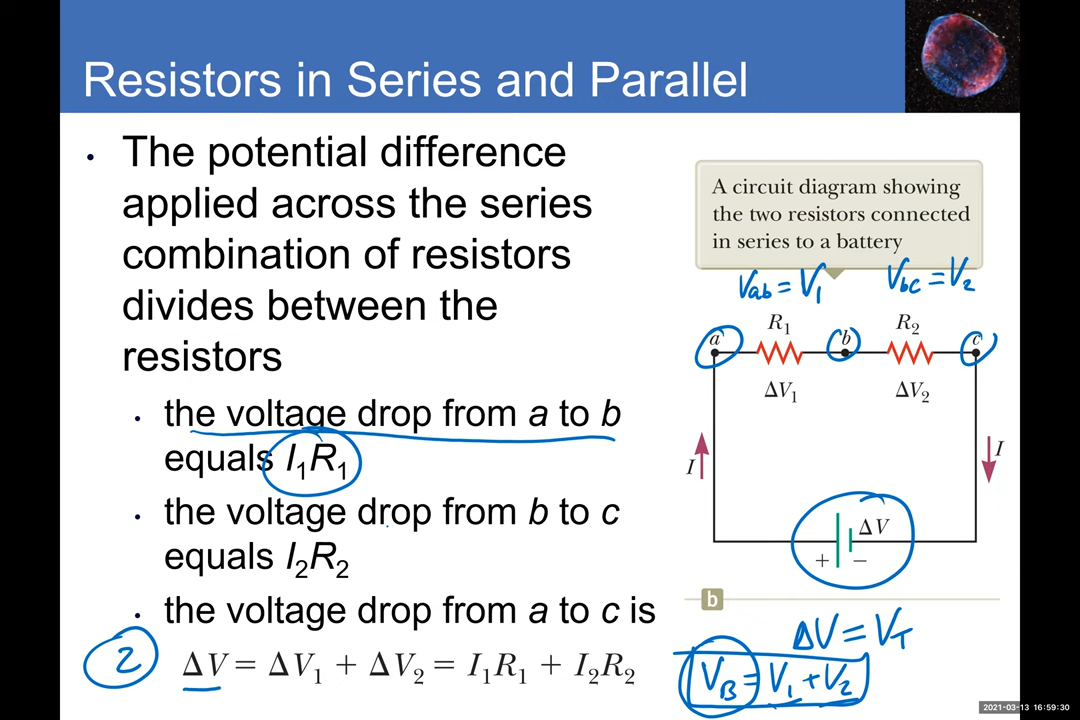 Resistors in Series and Parallel
• The potential difference
applied across the series
combination of resistors
divides between the
resistors
• the voltage drop from a to b
equals I₁R₁
• the voltage drop from b to c
equals I₂R₂
• the voltage drop from a to c is
2
ΔV = ΔV₁ + ΔV₂ = I₁R₁ + I₂R₂
A circuit diagram showing
the two resistors connected
in series to a battery
Vab = V₁
Vbc = V₂
R₁
R₂
a
b
c
ΔV₁
ΔV₂
I
I
ΔV
+
−
b
ΔV = VT
VB = V₁ + V₂
2021-03-13 16:59:30